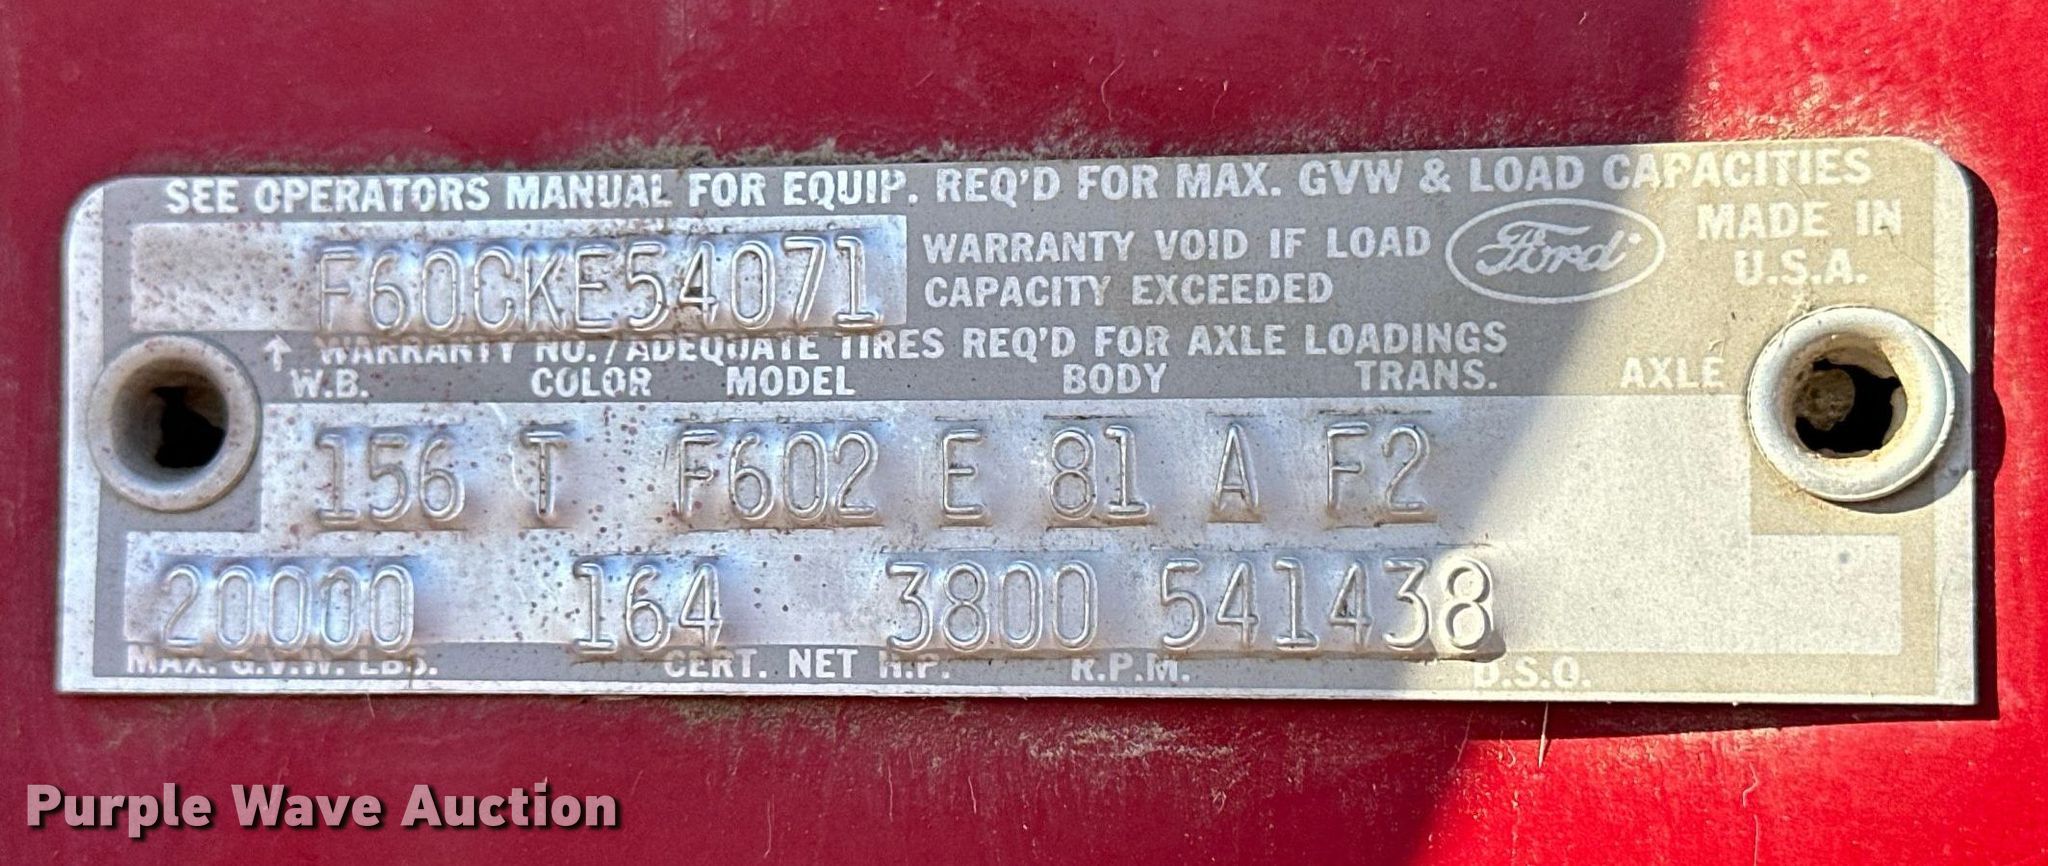 SEE OPERATORS MANUAL FOR EQUIP. REQ'D FOR MAX. GVW & LOAD CAPACITIES
F60CKE54071
WARRANTY VOID IF LOAD
CAPACITY EXCEEDED
Ford
MADE IN
U.S.A.
↑ WARRANTY NO./ADEQUATE TIRES REQ'D FOR AXLE LOADINGS
W.B. COLOR MODEL BODY TRANS. AXLE
156 T F602 E 81 A F2
20000 164 3800 541438
MAX. G.V.W. LBS. CERT. NET H.P. R.P.M. D.S.O.
Purple Wave Auction